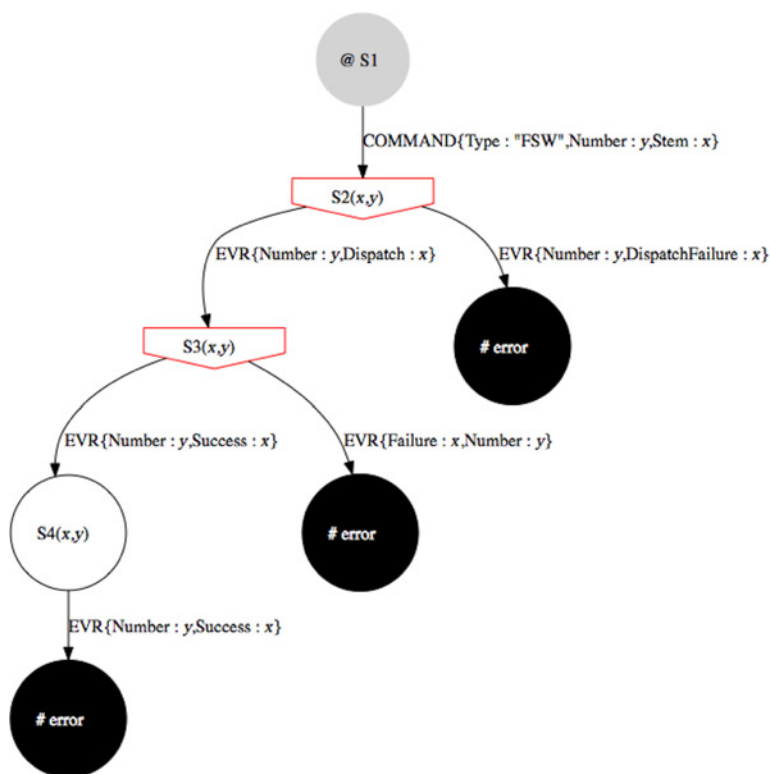 @ S1
COMMAND{Type : "FSW",Number : y,Stem : x}
S2(x,y)
EVR{Number : y,Dispatch : x}
EVR{Number : y,DispatchFailure : x}
S3(x,y)
# error
EVR{Number : y,Success : x}
EVR{Failure : x,Number : y}
S4(x,y)
# error
EVR{Number : y,Success : x}
# error